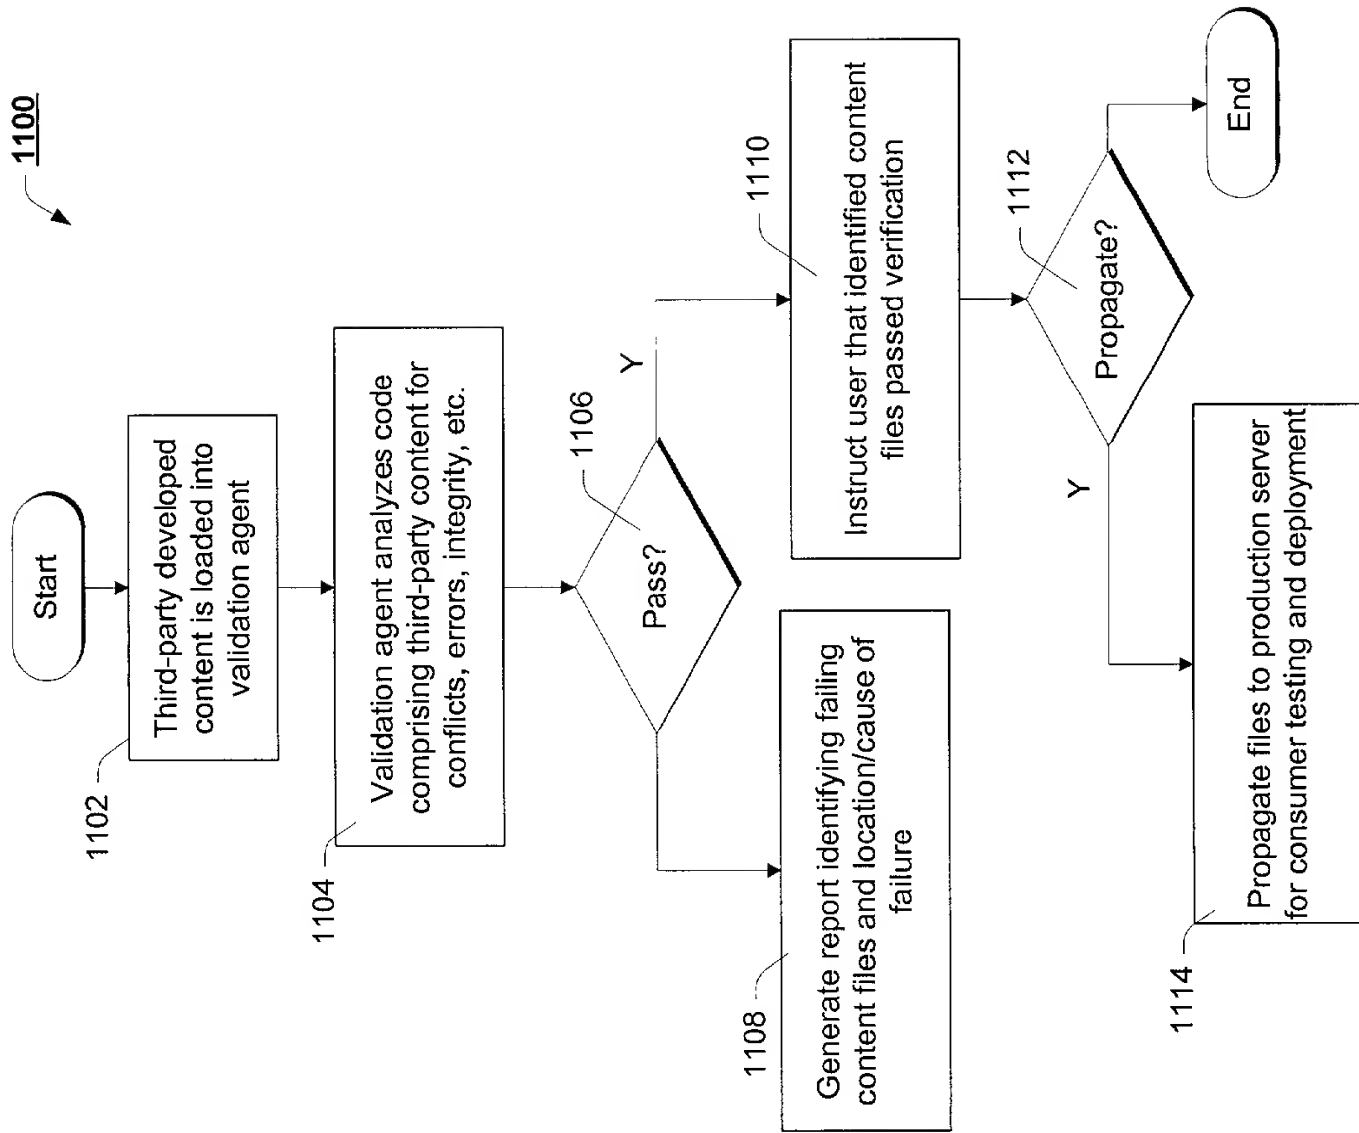 1100
Start
Third-party developed
content is loaded into
validation agent
1102
Validation agent analyzes code
comprising third-party content for
conflicts, errors, integrity, etc.
1104
Pass?
1106
Y
Generate report identifying failing
content files and location/cause of
failure
1108
Instruct user that identified content
files passed verification
1110
Propagate?
1112
Y
Propagate files to production server
for consumer testing and deployment
1114
End